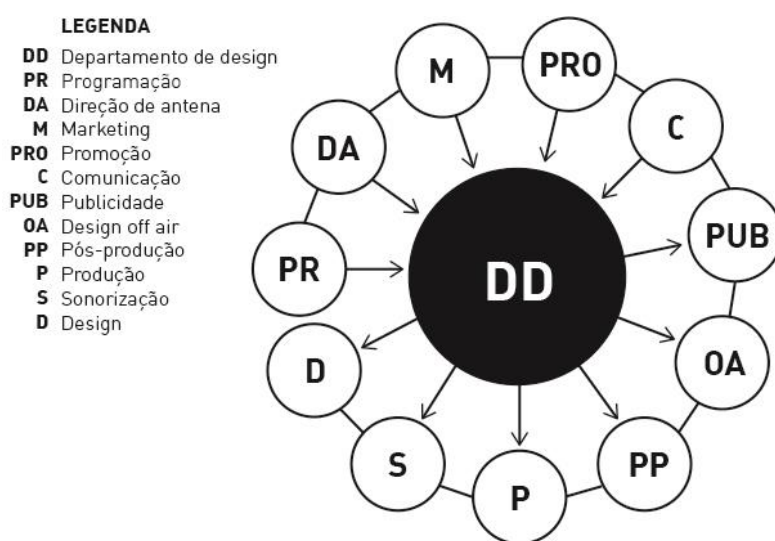 LEGENDA
DD Departamento de design
PR Programação
DA Direção de antena
M Marketing
PRO Promoção
C Comunicação
PUB Publicidade
OA Design off air
PP Pós-produção
P Produção
S Sonorização
D Design
M
PRO
DA
C
PR
DD
PUB
D
OA
S
PP
P